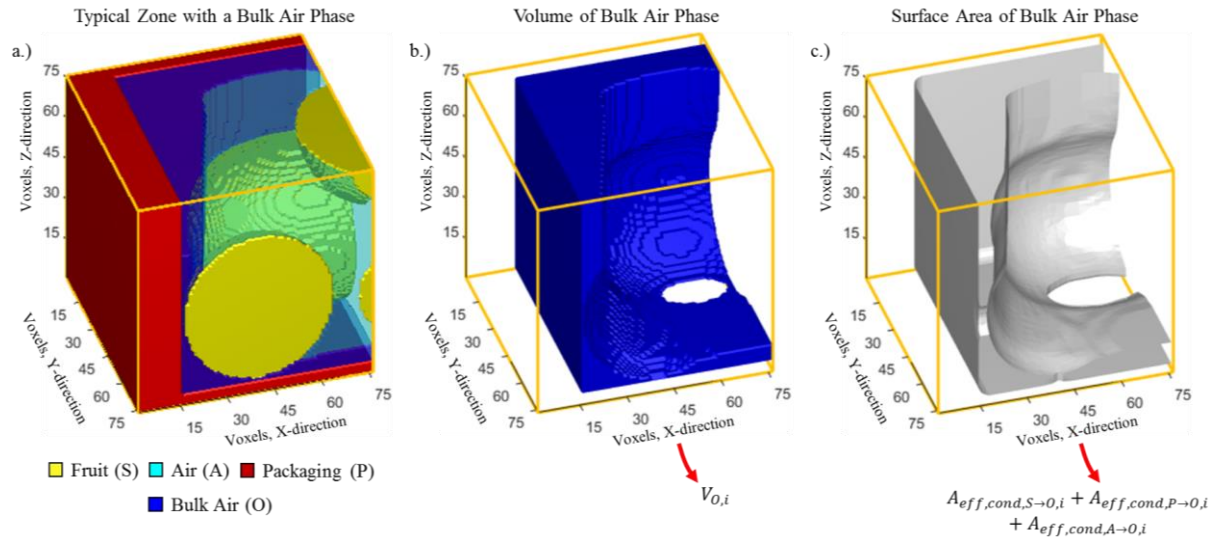 Typical Zone with a Bulk Air Phase
Volume of Bulk Air Phase
Surface Area of Bulk Air Phase
a.)
75
60
45
30
15
Voxels, Z-direction
15
30
45
60
75
Voxels, Y-direction
15
30
45
60
75
Voxels, X-direction
b.)
75
60
45
30
15
Voxels, Z-direction
15
30
45
60
75
Voxels, Y-direction
15
30
45
60
75
Voxels, X-direction
c.)
75
60
45
30
15
Voxels, Z-direction
15
30
45
60
75
Voxels, Y-direction
15
30
45
60
75
Voxels, X-direction
Fruit (S) Air (A) Packaging (P)
Bulk Air (O)
V_{O,i}
A_{eff,cond,S→O,i} + A_{eff,cond,P→O,i}
+ A_{eff,cond,A→O,i}